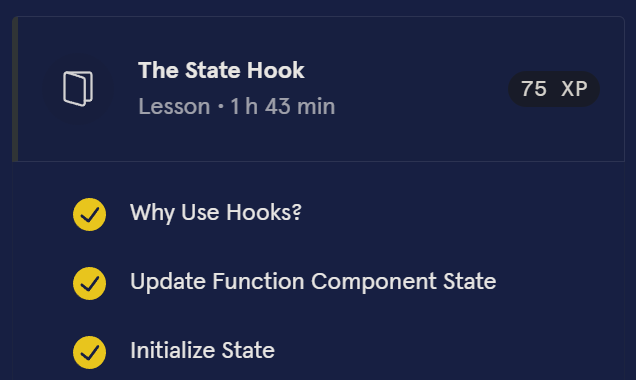 The State Hook
Lesson • 1 h 43 min
75 XP
Why Use Hooks?
Update Function Component State
Initialize State